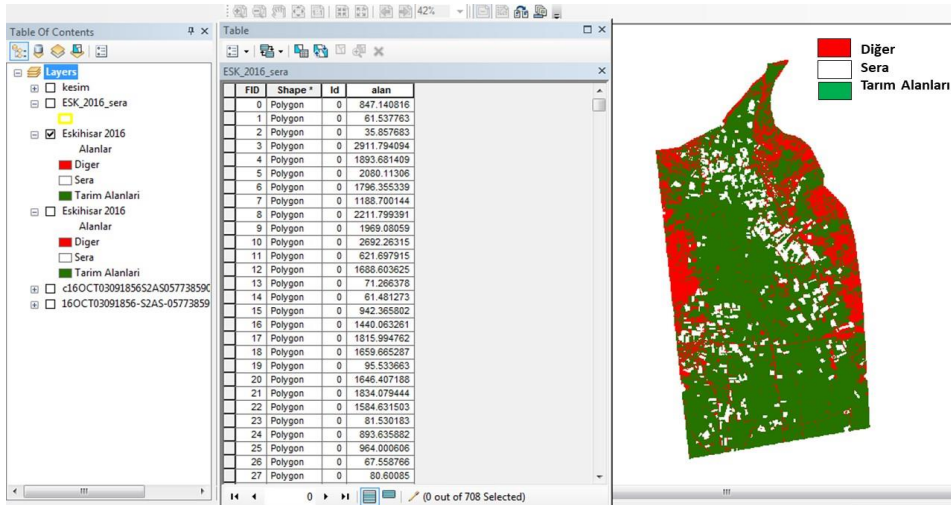 42%
Table Of Contents
Layers
kesim
ESK_2016_sera
Eskihisar 2016
Alanlar
Diger
Sera
Tarim Alanlari
Eskihisar 2016
Alanlar
Diger
Sera
Tarim Alanlari
c16OCT03091856S2AS05773859C
16OCT03091856-S2AS-05773859
Table
ESK_2016_sera
FID Shape * Id alan
0 Polygon 0 847.140816
1 Polygon 0 61.537763
2 Polygon 0 35.857683
3 Polygon 0 2911.794094
4 Polygon 0 1893.681409
5 Polygon 0 2080.11306
6 Polygon 0 1796.355339
7 Polygon 0 1188.700144
8 Polygon 0 2211.799391
9 Polygon 0 1969.08059
10 Polygon 0 2692.26315
11 Polygon 0 621.697915
12 Polygon 0 1688.603625
13 Polygon 0 71.266378
14 Polygon 0 61.481273
15 Polygon 0 942.365802
16 Polygon 0 1440.063261
17 Polygon 0 1815.994762
18 Polygon 0 1659.665287
19 Polygon 0 95.533663
20 Polygon 0 1646.407188
21 Polygon 0 1834.079444
22 Polygon 0 1584.631503
23 Polygon 0 81.530183
24 Polygon 0 893.635882
25 Polygon 0 964.000606
26 Polygon 0 67.558766
27 Polygon 0 80.60085
0 (0 out of 708 Selected)
Diğer
Sera
Tarım Alanları